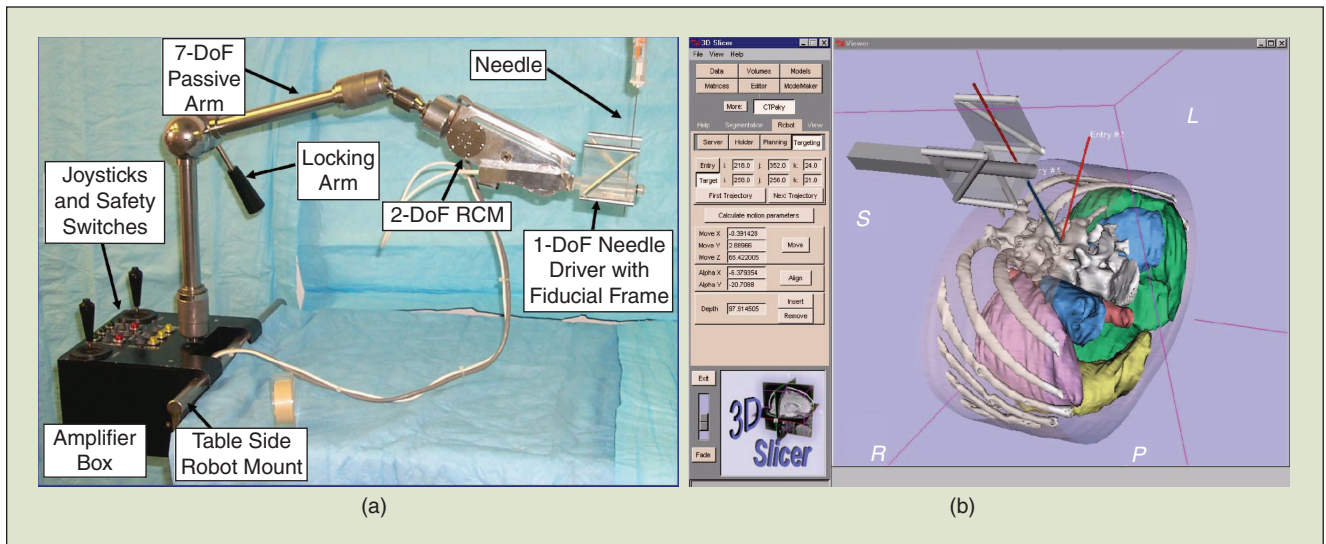 7-DoF
Passive
Arm
Needle
Joysticks
and Safety
Switches
Locking
Arm
2-DoF RCM
1-DoF Needle
Driver with
Fiducial Frame
Amplifier
Box
Table Side
Robot Mount
(a)
3D Slicer
File View Help
Data Volumes Models
Matrices Editor ModelMaker
More: CTPaky
Help Segmentation Robot View
Server Holder Planning Targeting
Entry i: 218.0 j: 352.0 k: 24.0
Target i: 258.0 j: 256.0 k: 21.0
First Trajectory Next Trajectory
Calculate motion parameters
Move X -0.391428
Move Y 2.88966 Move
Move Z 65.422005
Alpha X -6.379354 Align
Alpha Y -20.7088
Depth 97.914505 Insert
Remove
Exit
Fade
3D
Slicer
Viewer
L
Entry #2
Entry #1
S
R
P
(b)